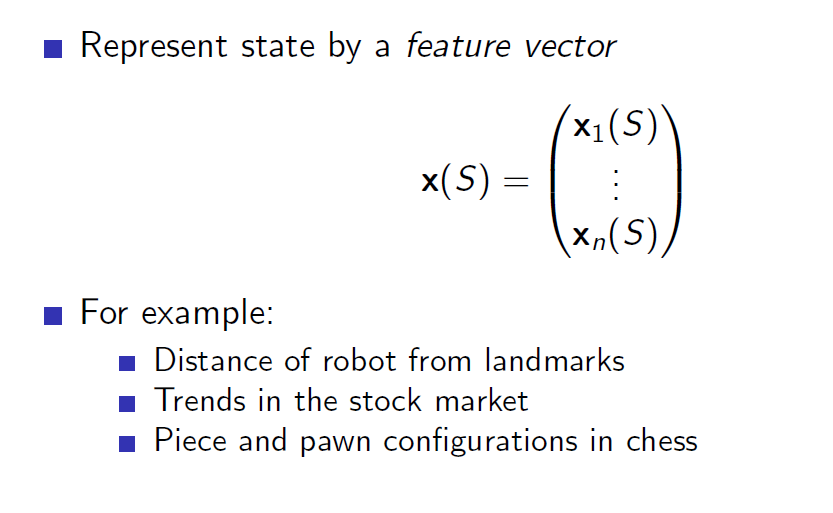 Represent state by a feature vector
x₁(S)
x(S) = ⋮
xₙ(S)
For example:
Distance of robot from landmarks
Trends in the stock market
Piece and pawn configurations in chess